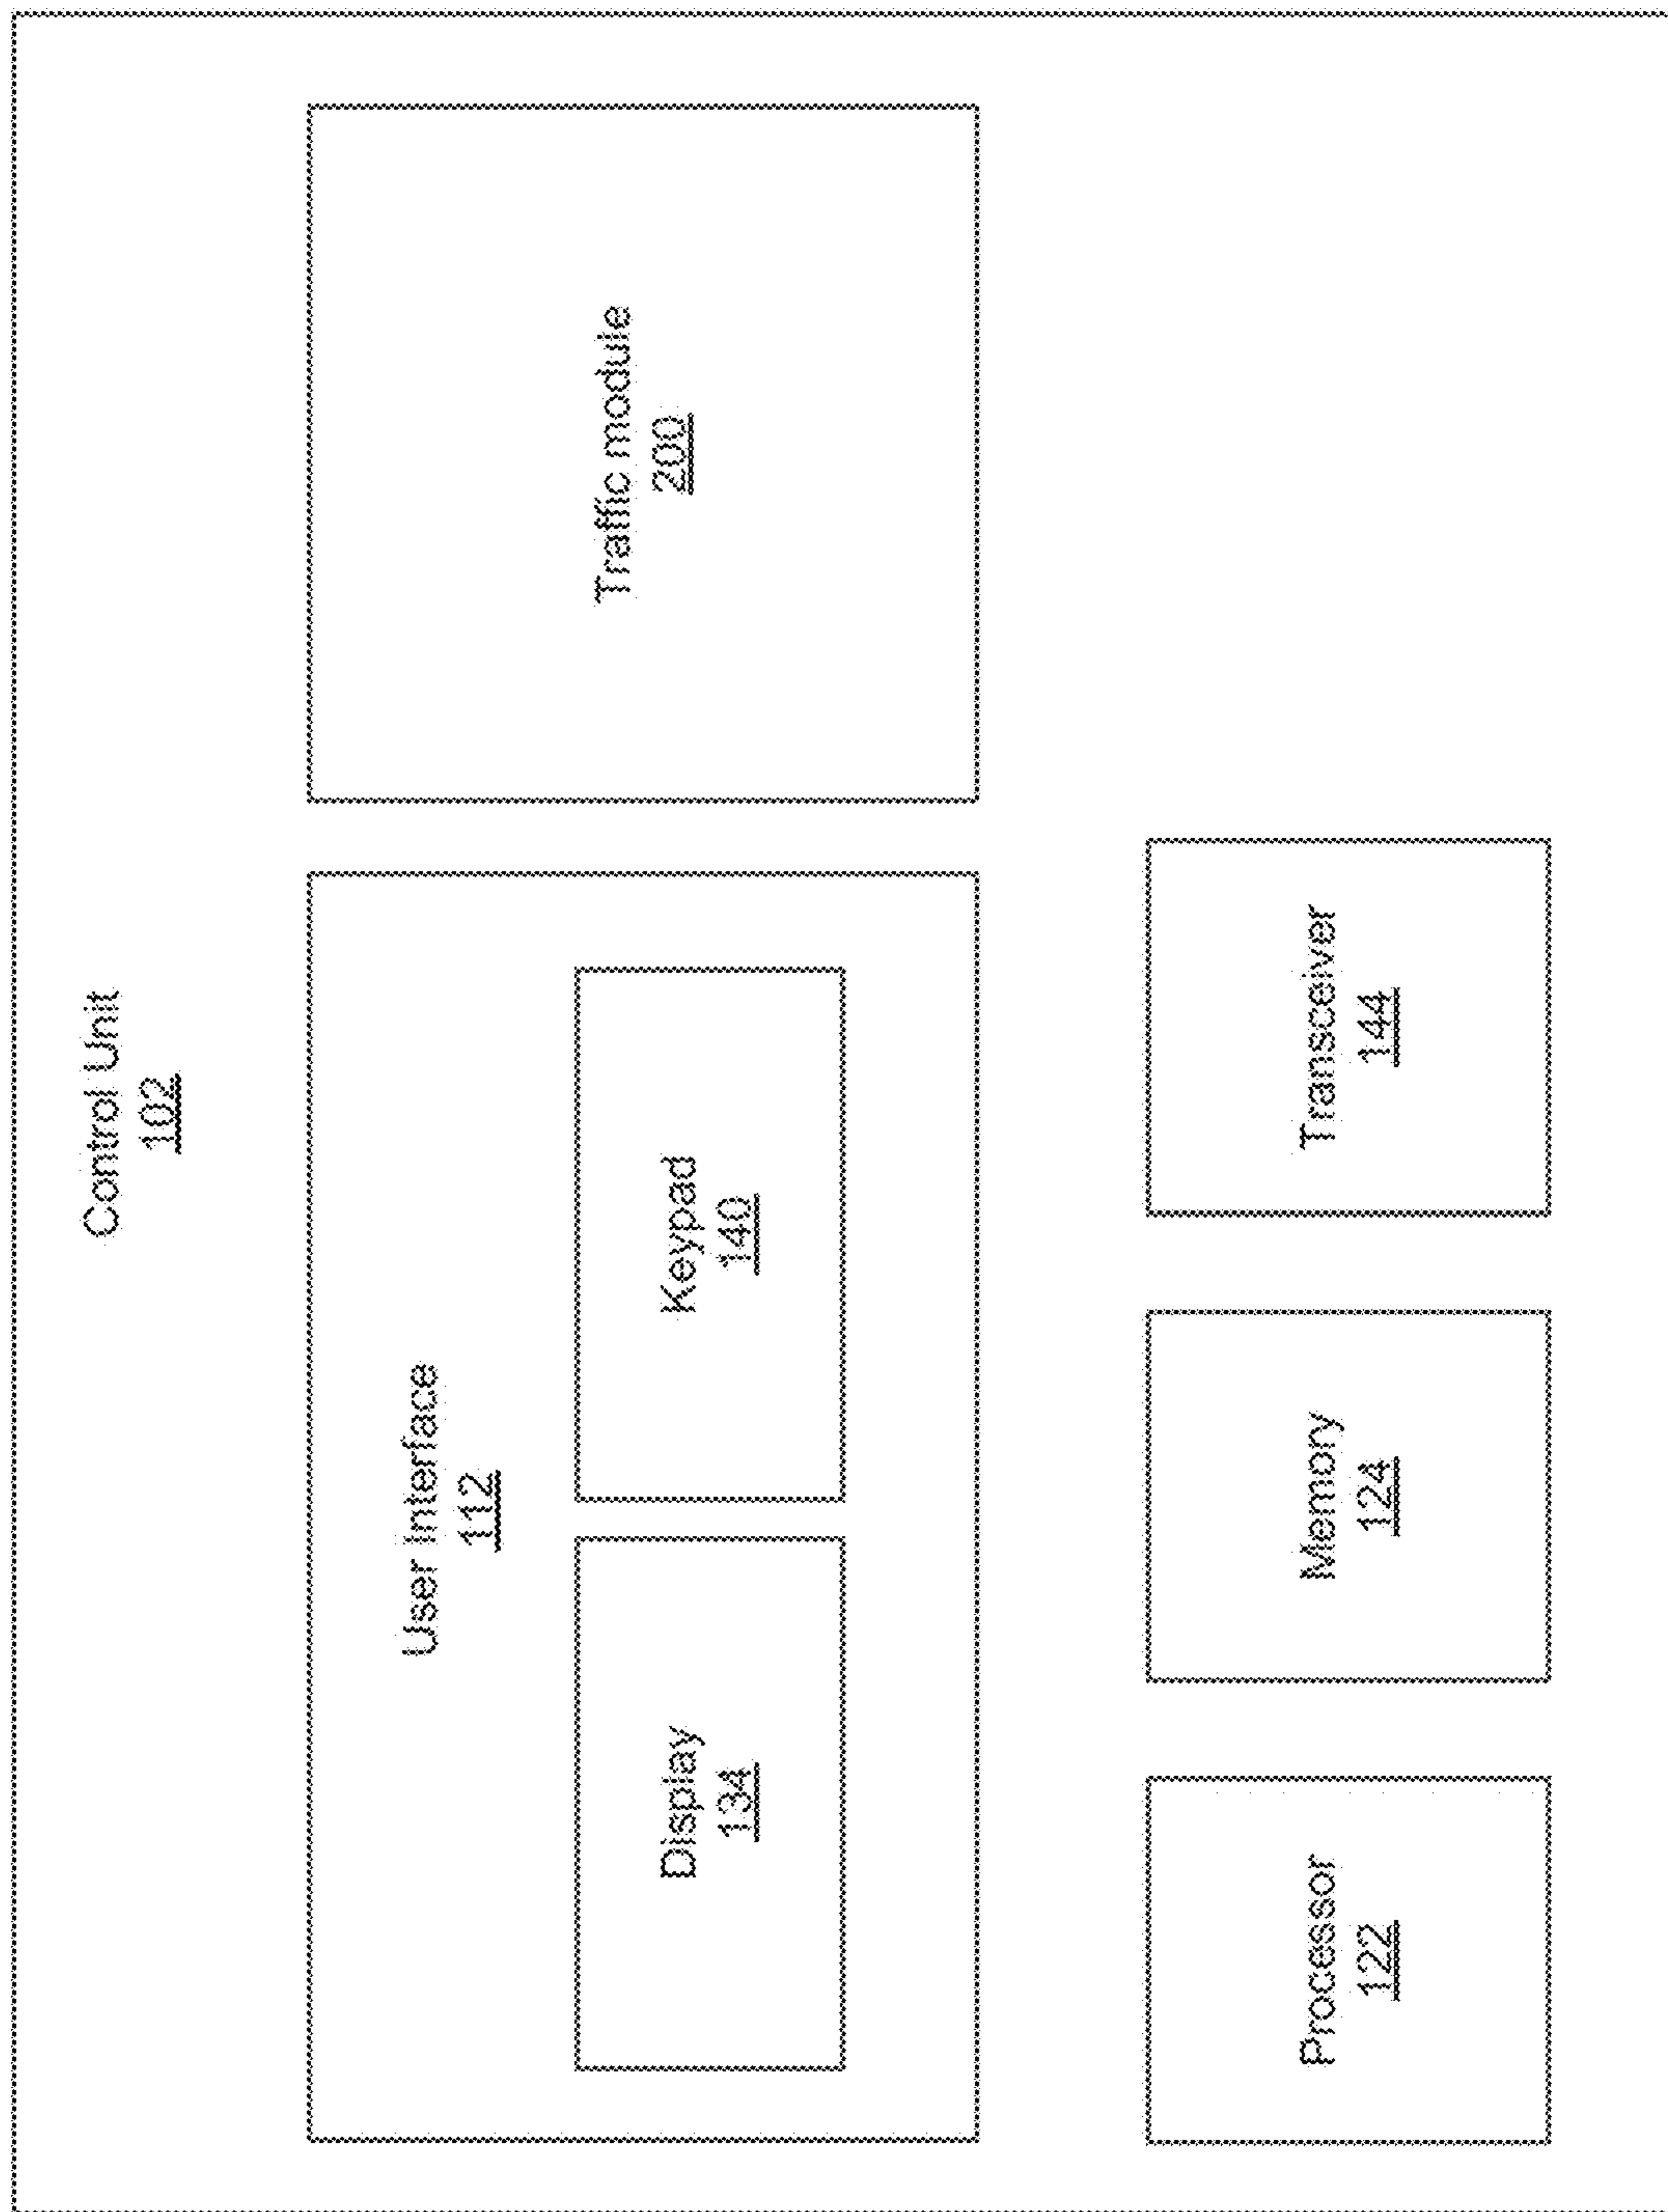 Control Unit
102
User Interface
112
Display
134
Keypad
140
Traffic module
200
Processor
122
Memory
124
Transceiver
144